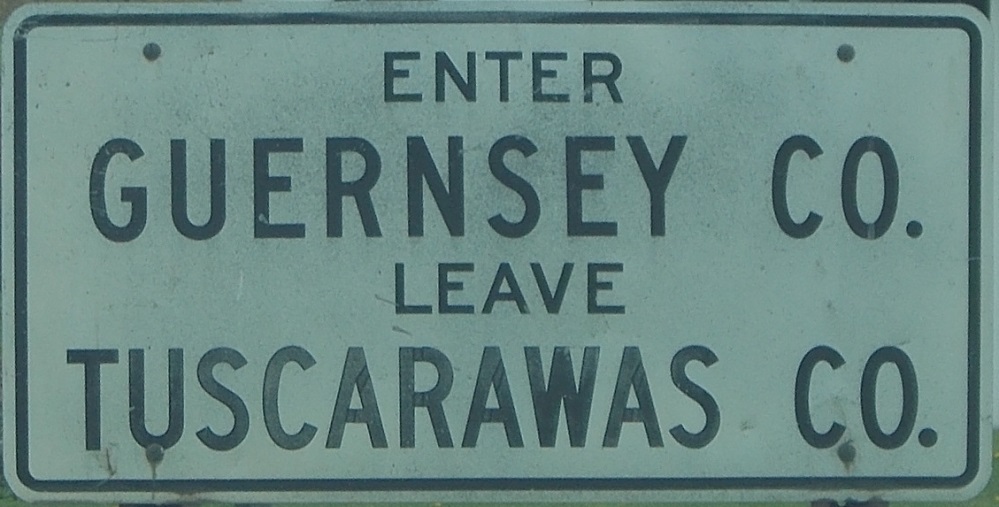 ENTER
GUERNSEY CO.
LEAVE
TUSCARAWAS CO.